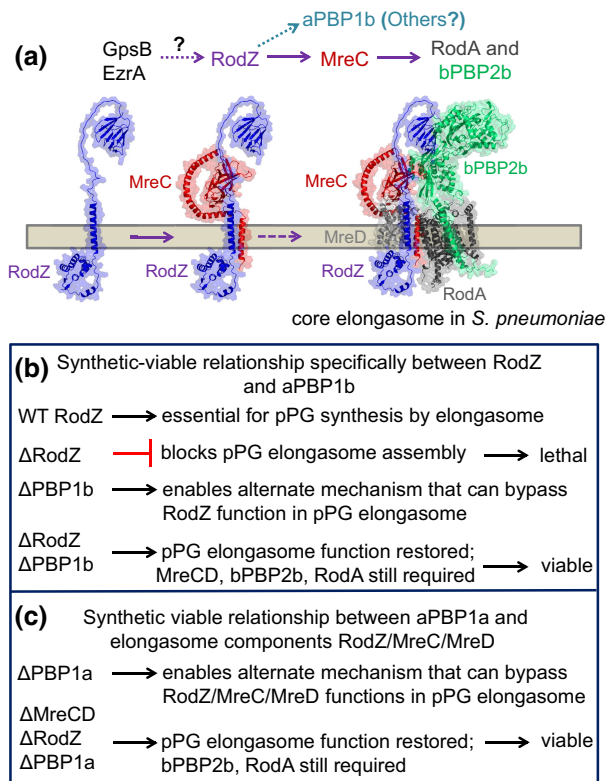 aPBP1b (Others?)
(a)
GpsB
EzrA
?
RodZ
MreC
RodA and
bPBP2b
MreC
MreC
bPBP2b
MreD
RodZ
RodZ
RodZ
RodA
core elongasome in S. pneumoniae
(b) Synthetic-viable relationship specifically between RodZ
and aPBP1b
WT RodZ essential for pPG synthesis by elongasome
ΔRodZ blocks pPG elongasome assembly lethal
ΔPBP1b enables alternate mechanism that can bypass
RodZ function in pPG elongasome
ΔRodZ
ΔPBP1b pPG elongasome function restored;
MreCD, bPBP2b, RodA still required viable
(c) Synthetic viable relationship between aPBP1a and
elongasome components RodZ/MreC/MreD
ΔPBP1a enables alternate mechanism that can bypass
RodZ/MreC/MreD functions in pPG elongasome
ΔMreCD
ΔRodZ pPG elongasome function restored; viable
ΔPBP1a bPBP2b, RodA still required